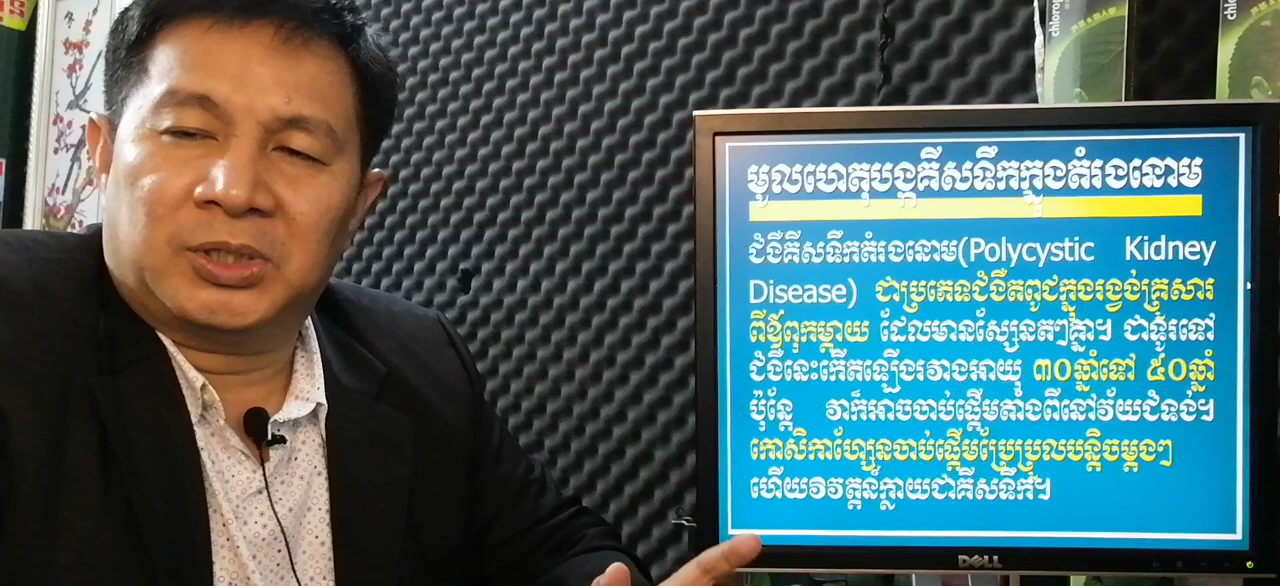 មូលហេតុបង្កគីសទឹកក្នុងតំរងនោម
ជំងឺគីសទឹកតំរងនោម(Polycystic Kidney
Disease) ជាប្រភេទជំងឺតពូជក្នុងរង្វង់គ្រួសារ
ពីឪពុកម្តាយ ដែលមានស្សែនតៗគ្នា។ ជាទូរទៅ
ជំងឺនេះកើតឡើងរវាងអាយុ ៣០ឆ្នាំទៅ ៥០ឆ្នាំ
ប៉ុន្តែ វាក៏អាចចាប់ផ្តើមតាំងពីនៅវ័យជំទង់។
កោសិកាហ្សែនចាប់ផ្តើមប្រែប្រួលបន្តិចម្តងៗ
ហើយវិវត្តន៍ក្លាយជាគីសទឹក។
DELL